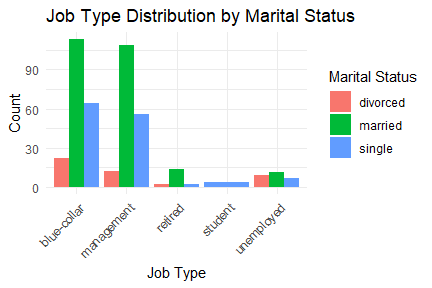 Job Type Distribution by Marital Status
Count
90
60
30
0
blue-collar
management
retired
student
unemployed
Job Type
Marital Status
divorced
married
single